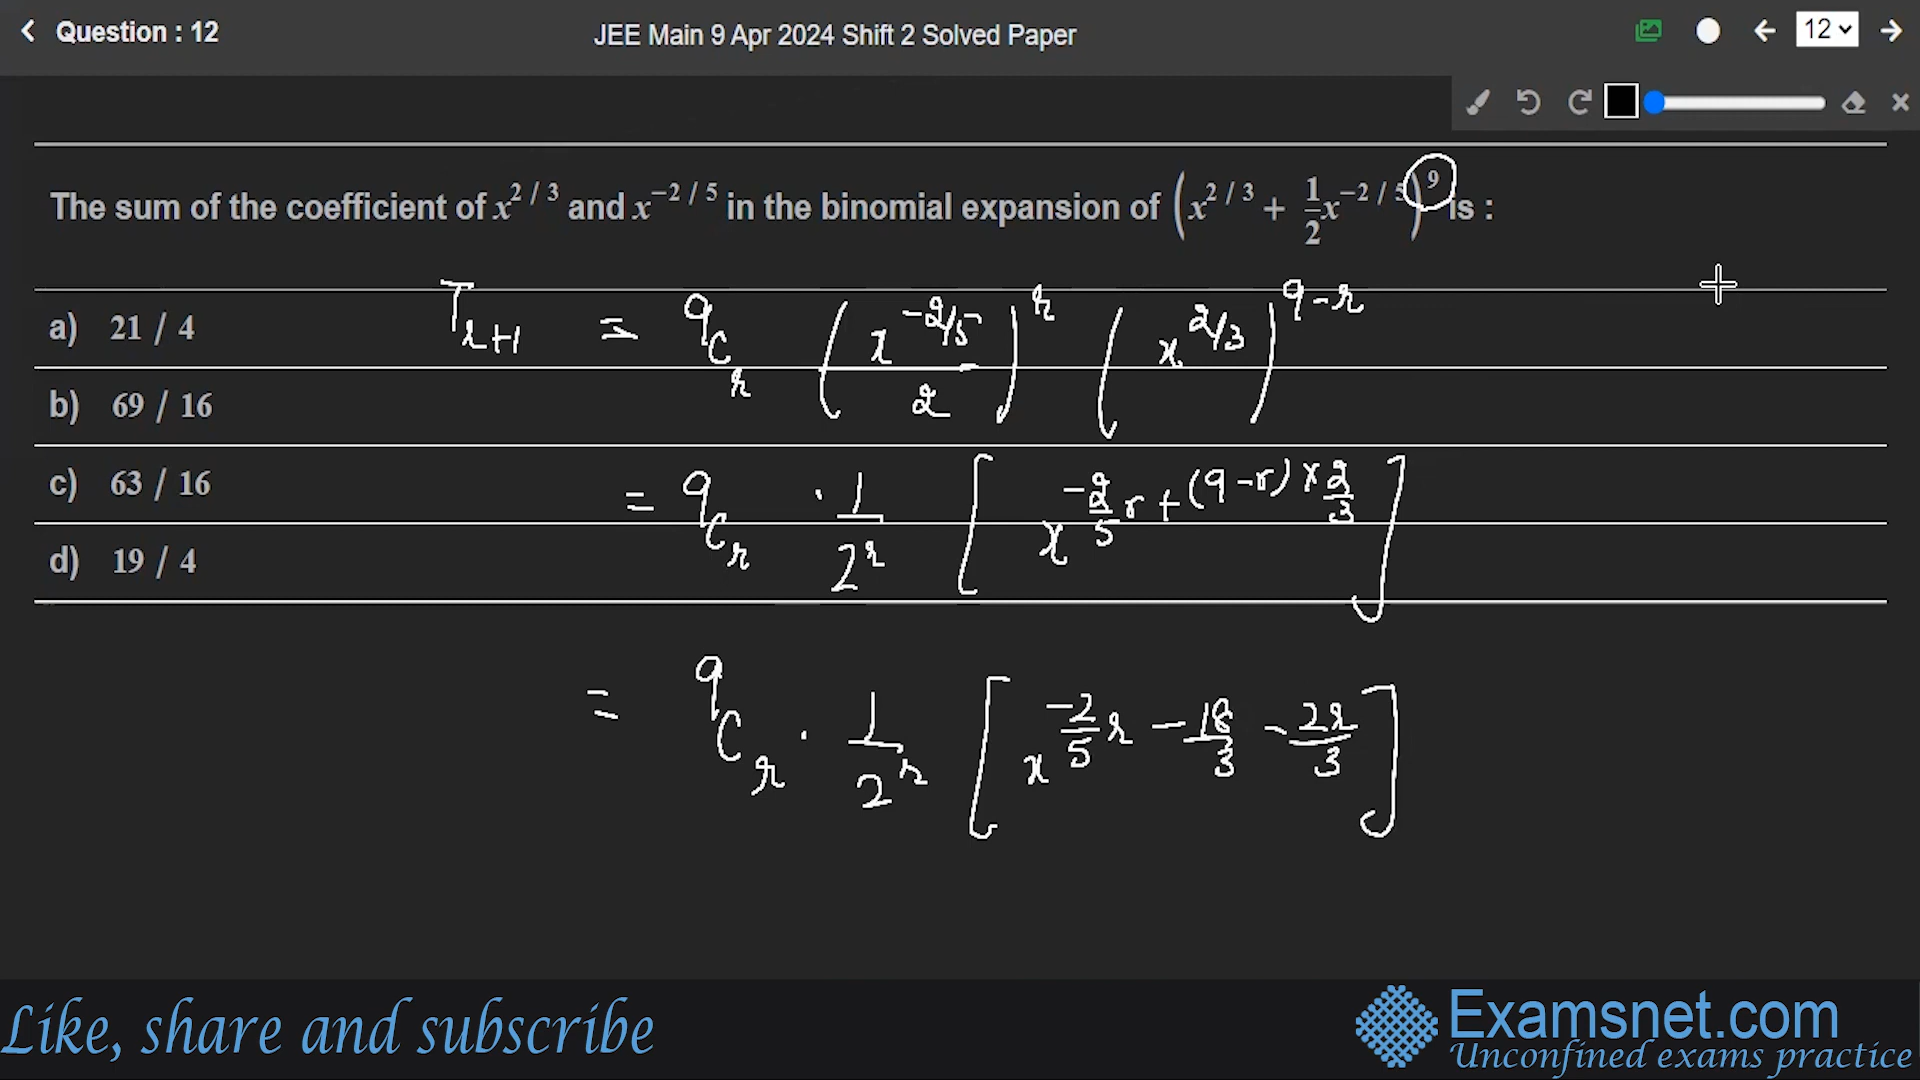 Question : 12
JEE Main 9 Apr 2024 Shift 2 Solved Paper
12
The sum of the coefficient of x^{2 / 3} and x^{−2 / 5} in the binomial expansion of (x^{2 / 3} + 1/2 x^{−2 / 5})^9 is :
a) 21 / 4
b) 69 / 16
c) 63 / 16
d) 19 / 4
T_{r+1} = 9C_r (x^{-2/5}/2)^r (x^{2/3})^{9-r}
= 9C_r · 1/2^r [x^{-2/5 r + (9-r) × 2/3}]
= 9C_r · 1/2^r [x^{-2/5 r - 18/3 - 2r/3}]
Like, share and subscribe
Examsnet.com
Unconfined exams practice